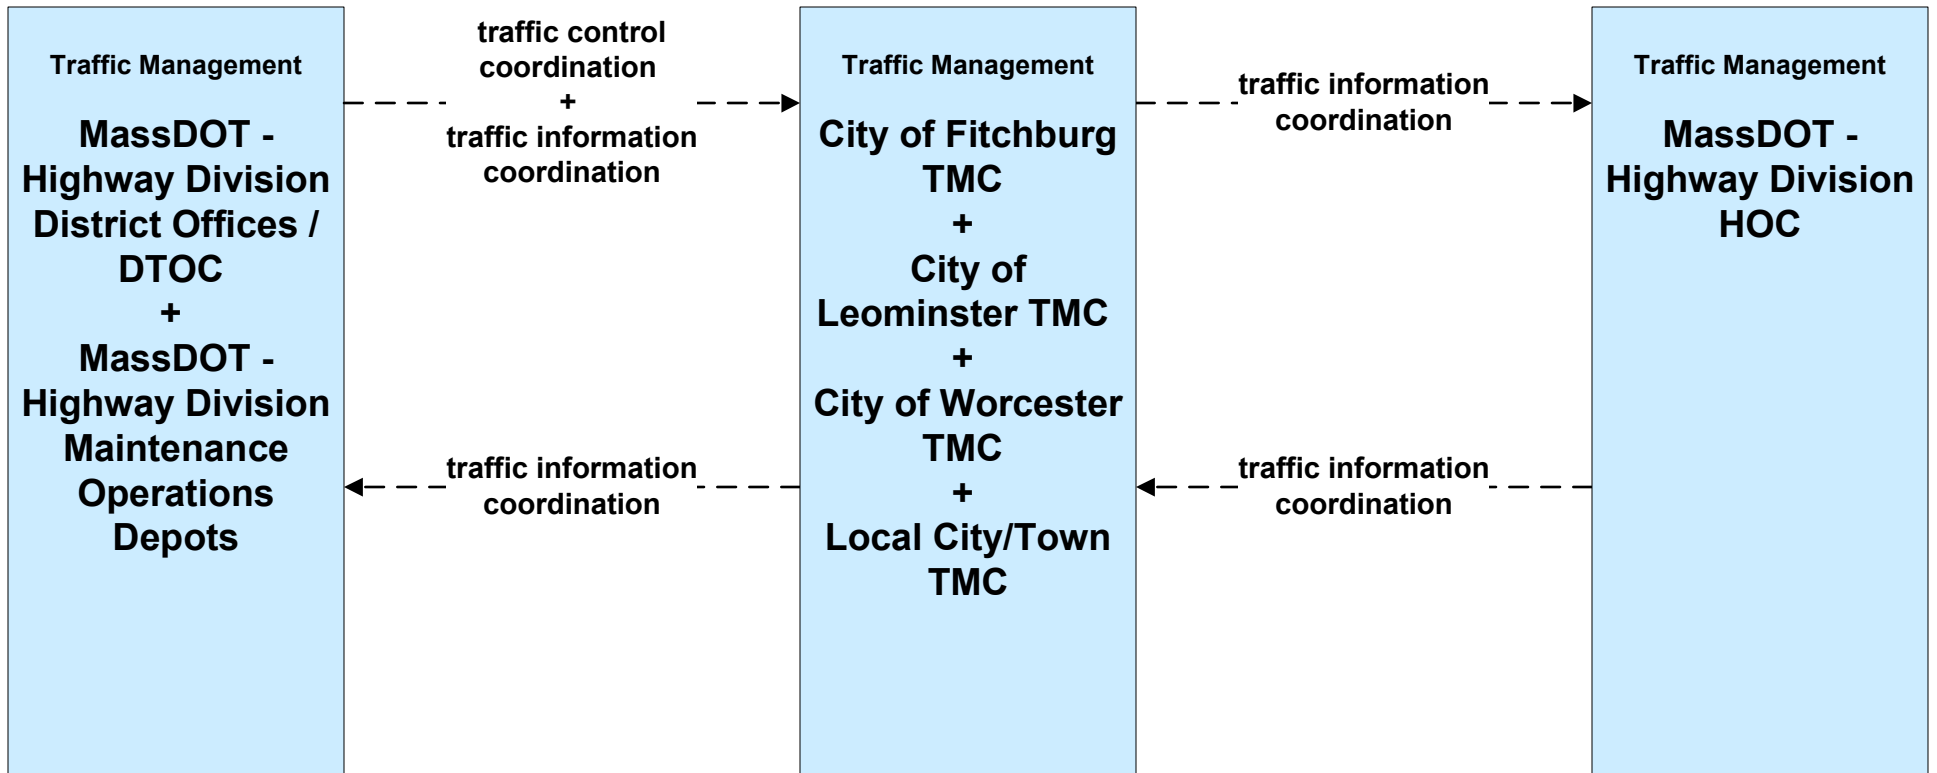 Traffic Management
MassDOT -
Highway Division
District Offices /
DTOC
+
MassDOT -
Highway Division
Maintenance
Operations
Depots
traffic control
coordination
+
traffic information
coordination
traffic information
coordination
Traffic Management
City of Fitchburg
TMC
+
City of
Leominster TMC
+
City of Worcester
TMC
+
Local City/Town
TMC
traffic information
coordination
traffic information
coordination
Traffic Management
MassDOT -
Highway Division
HOC